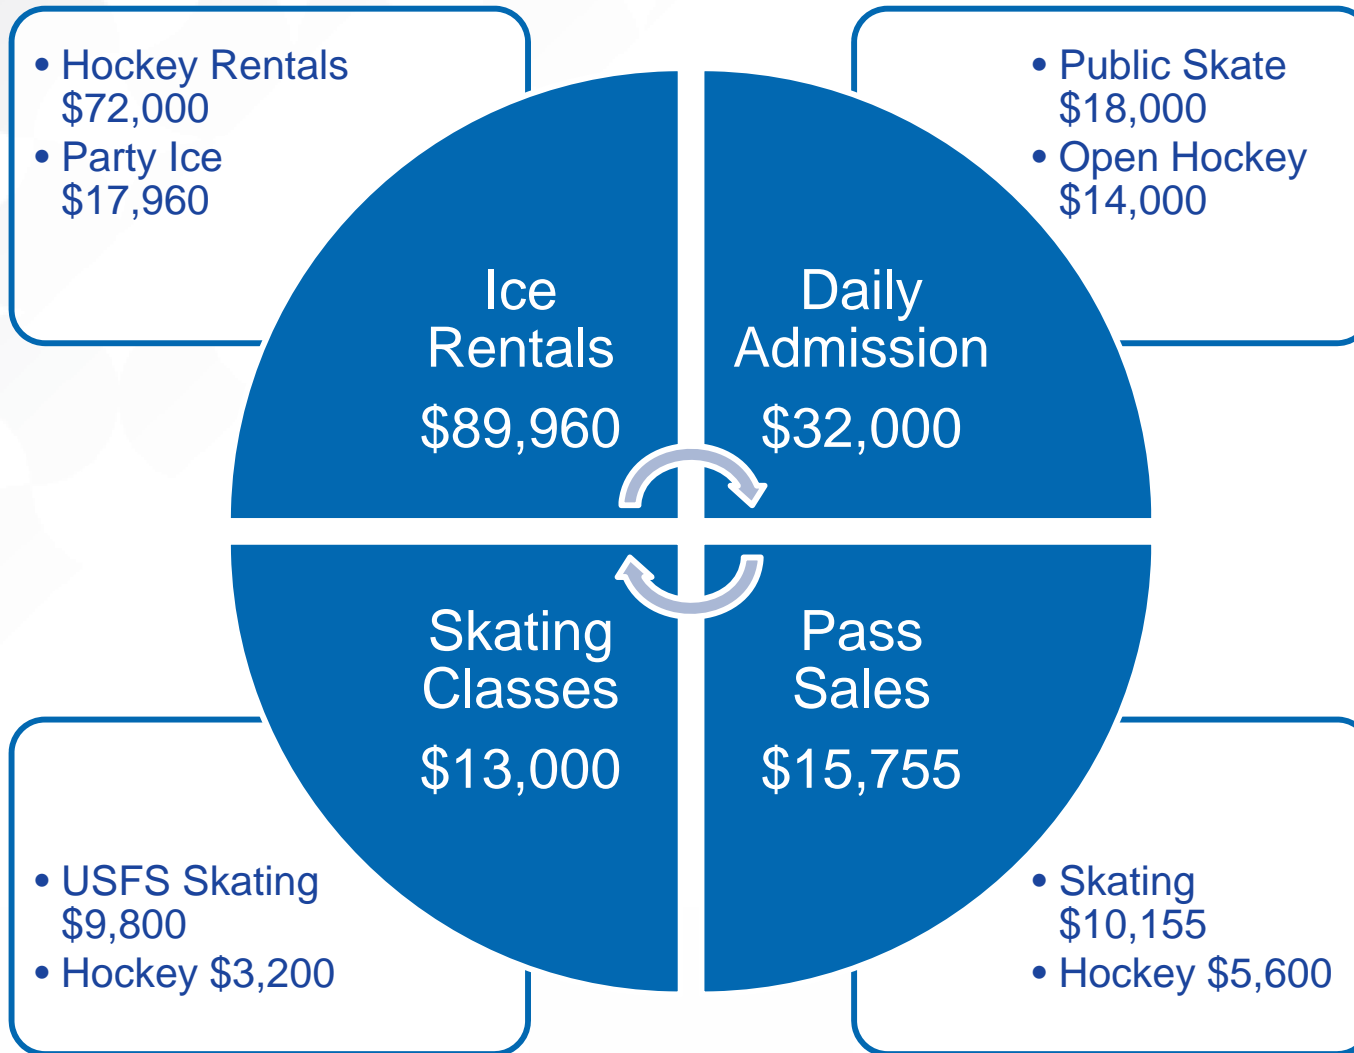 • Hockey Rentals
$72,000
• Party Ice
$17,960
• Public Skate
$18,000
• Open Hockey
$14,000
Ice
Rentals
$89,960
Daily
Admission
$32,000
Skating
Classes
$13,000
Pass
Sales
$15,755
• USFS Skating
$9,800
• Hockey $3,200
• Skating
$10,155
• Hockey $5,600